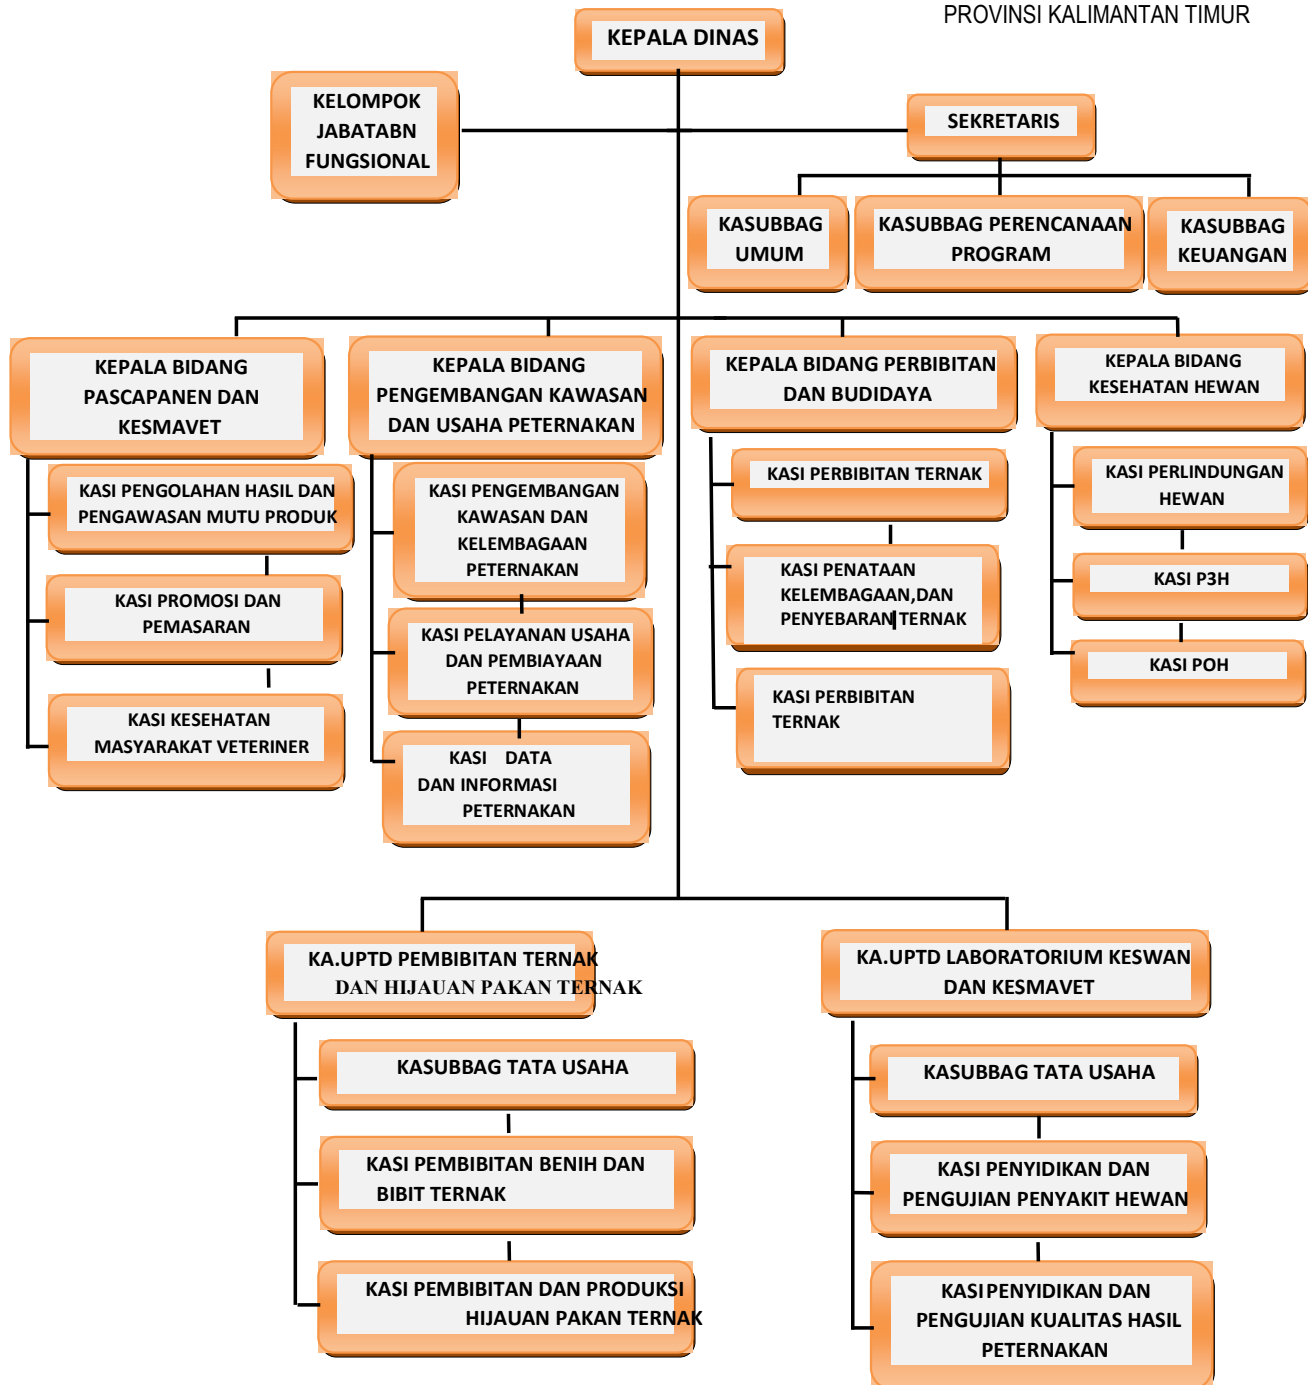 PROVINSI KALIMANTAN TIMUR
KEPALA DINAS
KELOMPOK
JABATABN
FUNGSIONAL
SEKRETARIS
KASUBBAG
UMUM
KASUBBAG PERENCANAAN
PROGRAM
KASUBBAG
KEUANGAN
KEPALA BIDANG
PASCAPANEN DAN
KESMAVET
KEPALA BIDANG
PENGEMBANGAN KAWASAN
DAN USAHA PETERNAKAN
KEPALA BIDANG PERBIBITAN
DAN BUDIDAYA
KEPALA BIDANG
KESEHATAN HEWAN
KASI PENGOLAHAN HASIL DAN
PENGAWASAN MUTU PRODUK
KASI PROMOSI DAN
PEMASARAN
KASI KESEHATAN
MASYARAKAT VETERINER
KASI PENGEMBANGAN
KAWASAN DAN
KELEMBAGAAN
PETERNAKAN
KASI PELAYANAN USAHA
DAN PEMBIAYAAN
PETERNAKAN
KASI DATA
DAN INFORMASI
PETERNAKAN
KASI PERBIBITAN TERNAK
KASI PENATAAN
KELEMBAGAAN,DAN
PENYEBARAN TERNAK
KASI PERBIBITAN
TERNAK
KASI PERLINDUNGAN
HEWAN
KASI P3H
KASI POH
KA.UPTD PEMBIBITAN TERNAK
DAN HIJAUAN PAKAN TERNAK
KASUBBAG TATA USAHA
KASI PEMBIBITAN BENIH DAN
BIBIT TERNAK
KASI PEMBIBITAN DAN PRODUKSI
HIJAUAN PAKAN TERNAK
KA.UPTD LABORATORIUM KESWAN
DAN KESMAVET
KASUBBAG TATA USAHA
KASI PENYIDIKAN DAN
PENGUJIAN PENYAKIT HEWAN
KASI PENYIDIKAN DAN
PENGUJIAN KUALITAS HASIL
PETERNAKAN